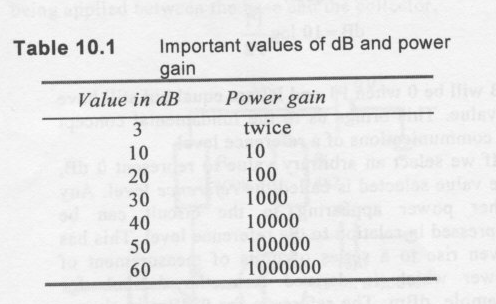 being applied between the base and the collector,
Table 10.1 Important values of dB and power
gain
Value in dB Power gain
3 twice
10 10
20 100
30 1000
40 10000
50 100000
60 1000000